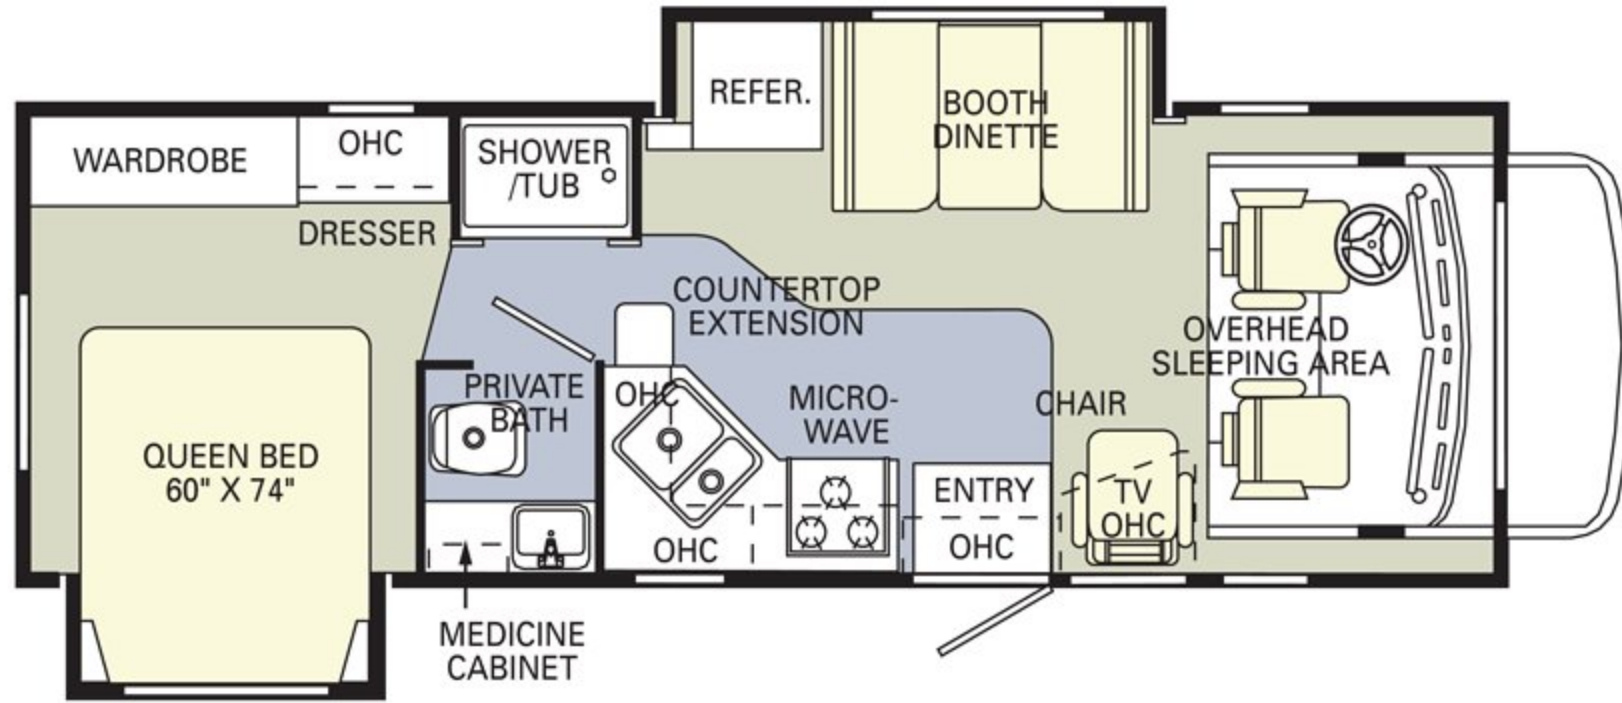 REFER.
BOOTH
DINETTE
WARDROBE
OHC
SHOWER
/TUB
DRESSER
COUNTERTOP
EXTENSION
OVERHEAD
SLEEPING AREA
PRIVATE
BATH
OHC
MICRO-
WAVE
CHAIR
QUEEN BED
60" X 74"
ENTRY
OHC
TV
OHC
OHC
MEDICINE
CABINET